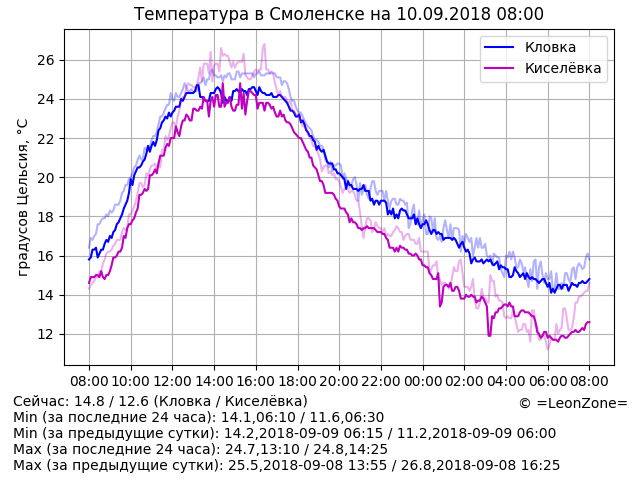 Температура в Смоленске на 10.09.2018 08:00
Кловка
Киселёвка
градусов Цельсия, °C
26
24
22
20
18
16
14
12
08:00 10:00 12:00 14:00 16:00 18:00 20:00 22:00 00:00 02:00 04:00 06:00 08:00
Сейчас: 14.8 / 12.6 (Кловка / Киселёвка)
© =LeonZone=
Min (за последние 24 часа): 14.1,06:10 / 11.6,06:30
Min (за предыдущие сутки): 14.2,2018-09-09 06:15 / 11.2,2018-09-09 06:00
Max (за последние 24 часа): 24.7,13:10 / 24.8,14:25
Max (за предыдущие сутки): 25.5,2018-09-08 13:55 / 26.8,2018-09-08 16:25